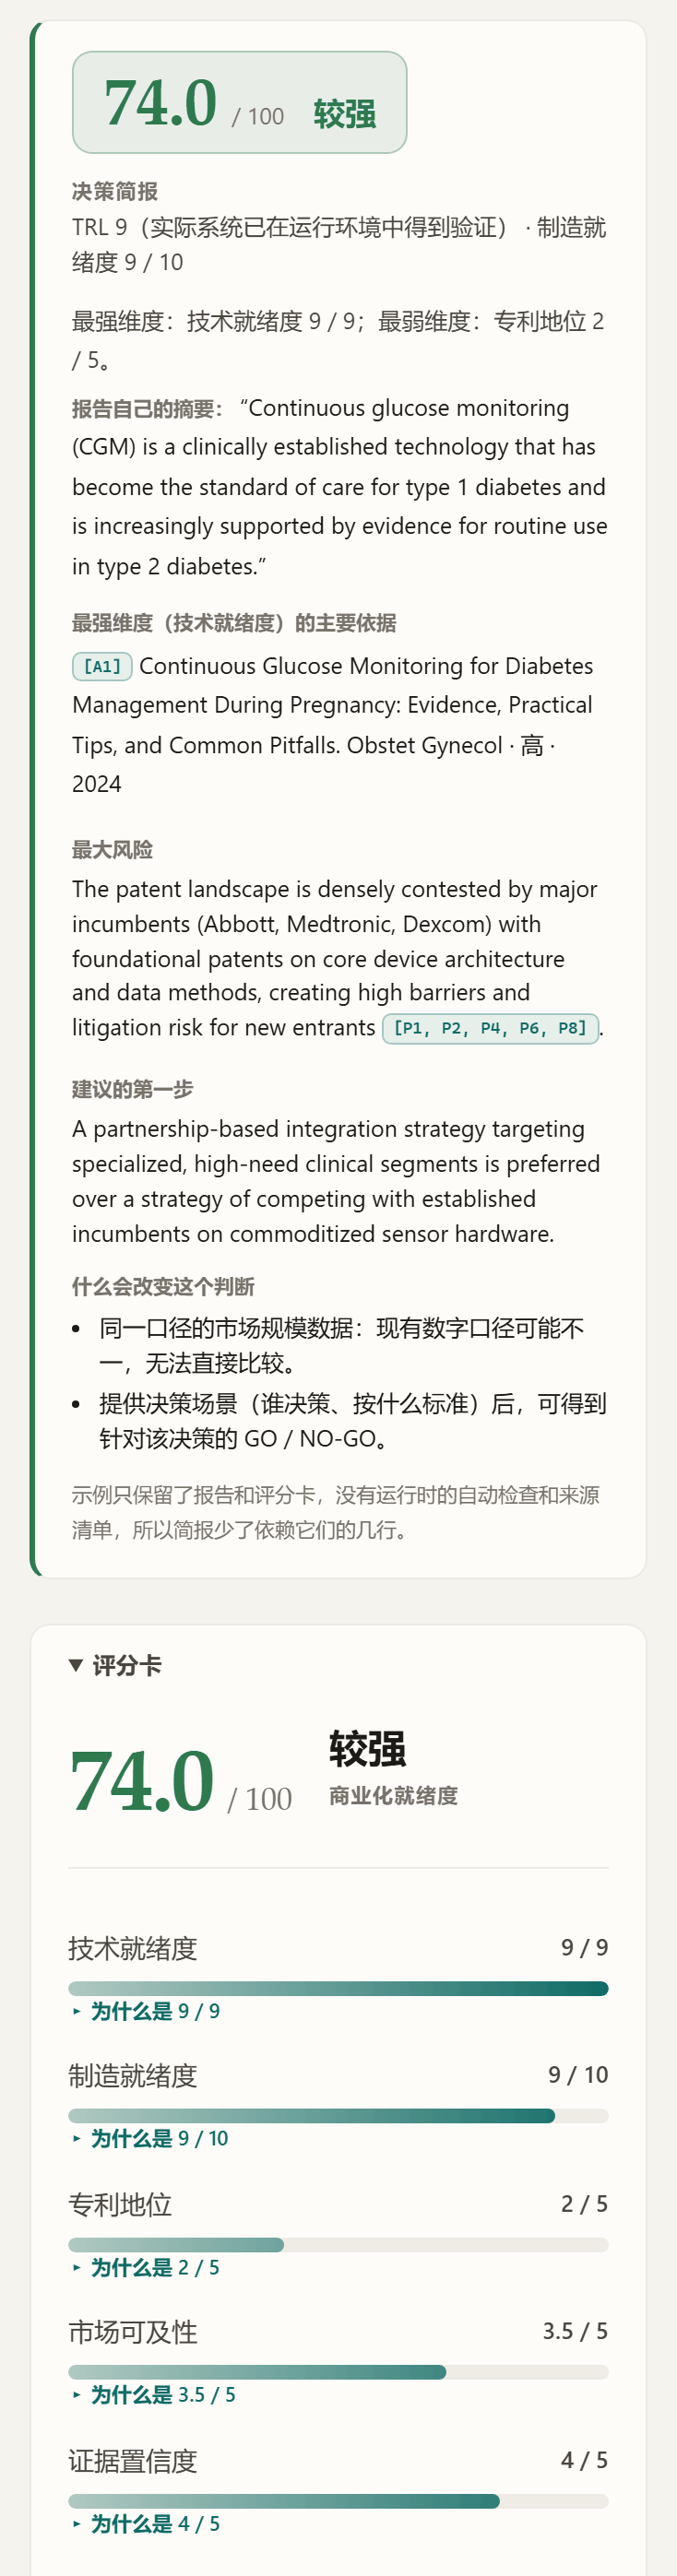 74.0 / 100 较强
决策简报
TRL 9（实际系统已在运行环境中得到验证） · 制造就
绪度 9 / 10
最强维度：技术就绪度 9 / 9；最弱维度：专利地位 2
/ 5。
报告自己的摘要： “Continuous glucose monitoring
(CGM) is a clinically established technology that has
become the standard of care for type 1 diabetes and
is increasingly supported by evidence for routine use
in type 2 diabetes.”
最强维度（技术就绪度）的主要依据
[A1] Continuous Glucose Monitoring for Diabetes
Management During Pregnancy: Evidence, Practical
Tips, and Common Pitfalls. Obstet Gynecol · 高 ·
2024
最大风险
The patent landscape is densely contested by major
incumbents (Abbott, Medtronic, Dexcom) with
foundational patents on core device architecture
and data methods, creating high barriers and
litigation risk for new entrants [P1, P2, P4, P6, P8].
建议的第一步
A partnership-based integration strategy targeting
specialized, high-need clinical segments is preferred
over a strategy of competing with established
incumbents on commoditized sensor hardware.
什么会改变这个判断
• 同一口径的市场规模数据：现有数字口径可能不
一，无法直接比较。
• 提供决策场景（谁决策、按什么标准）后，可得到
针对该决策的 GO / NO-GO。
示例只保留了报告和评分卡，没有运行时的自动检查和来源
清单，所以简报少了依赖它们的几行。
▼ 评分卡
74.0 / 100 较强
商业化就绪度
技术就绪度 9 / 9
▸ 为什么是 9 / 9
制造就绪度 9 / 10
▸ 为什么是 9 / 10
专利地位 2 / 5
▸ 为什么是 2 / 5
市场可及性 3.5 / 5
▸ 为什么是 3.5 / 5
证据置信度 4 / 5
▸ 为什么是 4 / 5